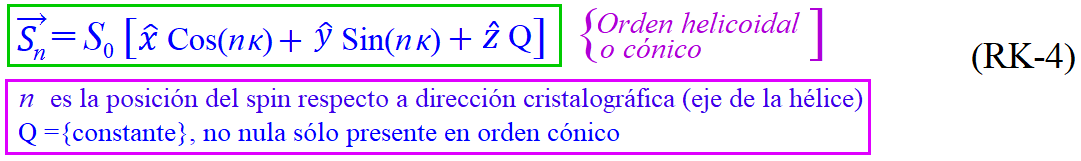 S⃗ₙ = S₀ [x̂ Cos(nκ) + ŷ Sin(nκ) + ẑ Q] {Orden helicoidal
o cónico ]
(RK-4)
n es la posición del spin respecto a dirección cristalográfica (eje de la hélice)
Q ={constante}, no nula sólo presente en orden cónico